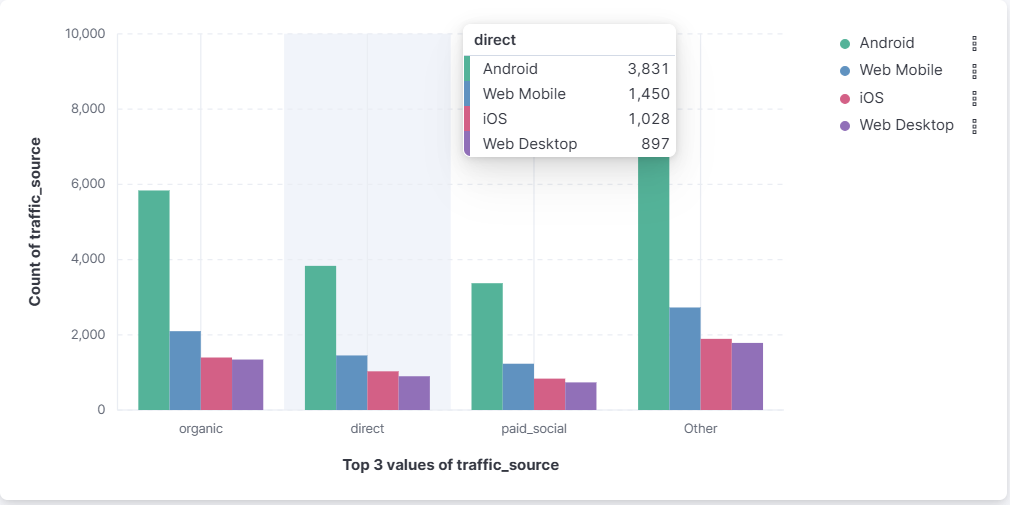 10,000
8,000
6,000
4,000
2,000
0
Count of traffic_source
organic
direct
paid_social
Other
Top 3 values of traffic_source
direct
Android 3,831
Web Mobile 1,450
iOS 1,028
Web Desktop 897
Android
Web Mobile
iOS
Web Desktop